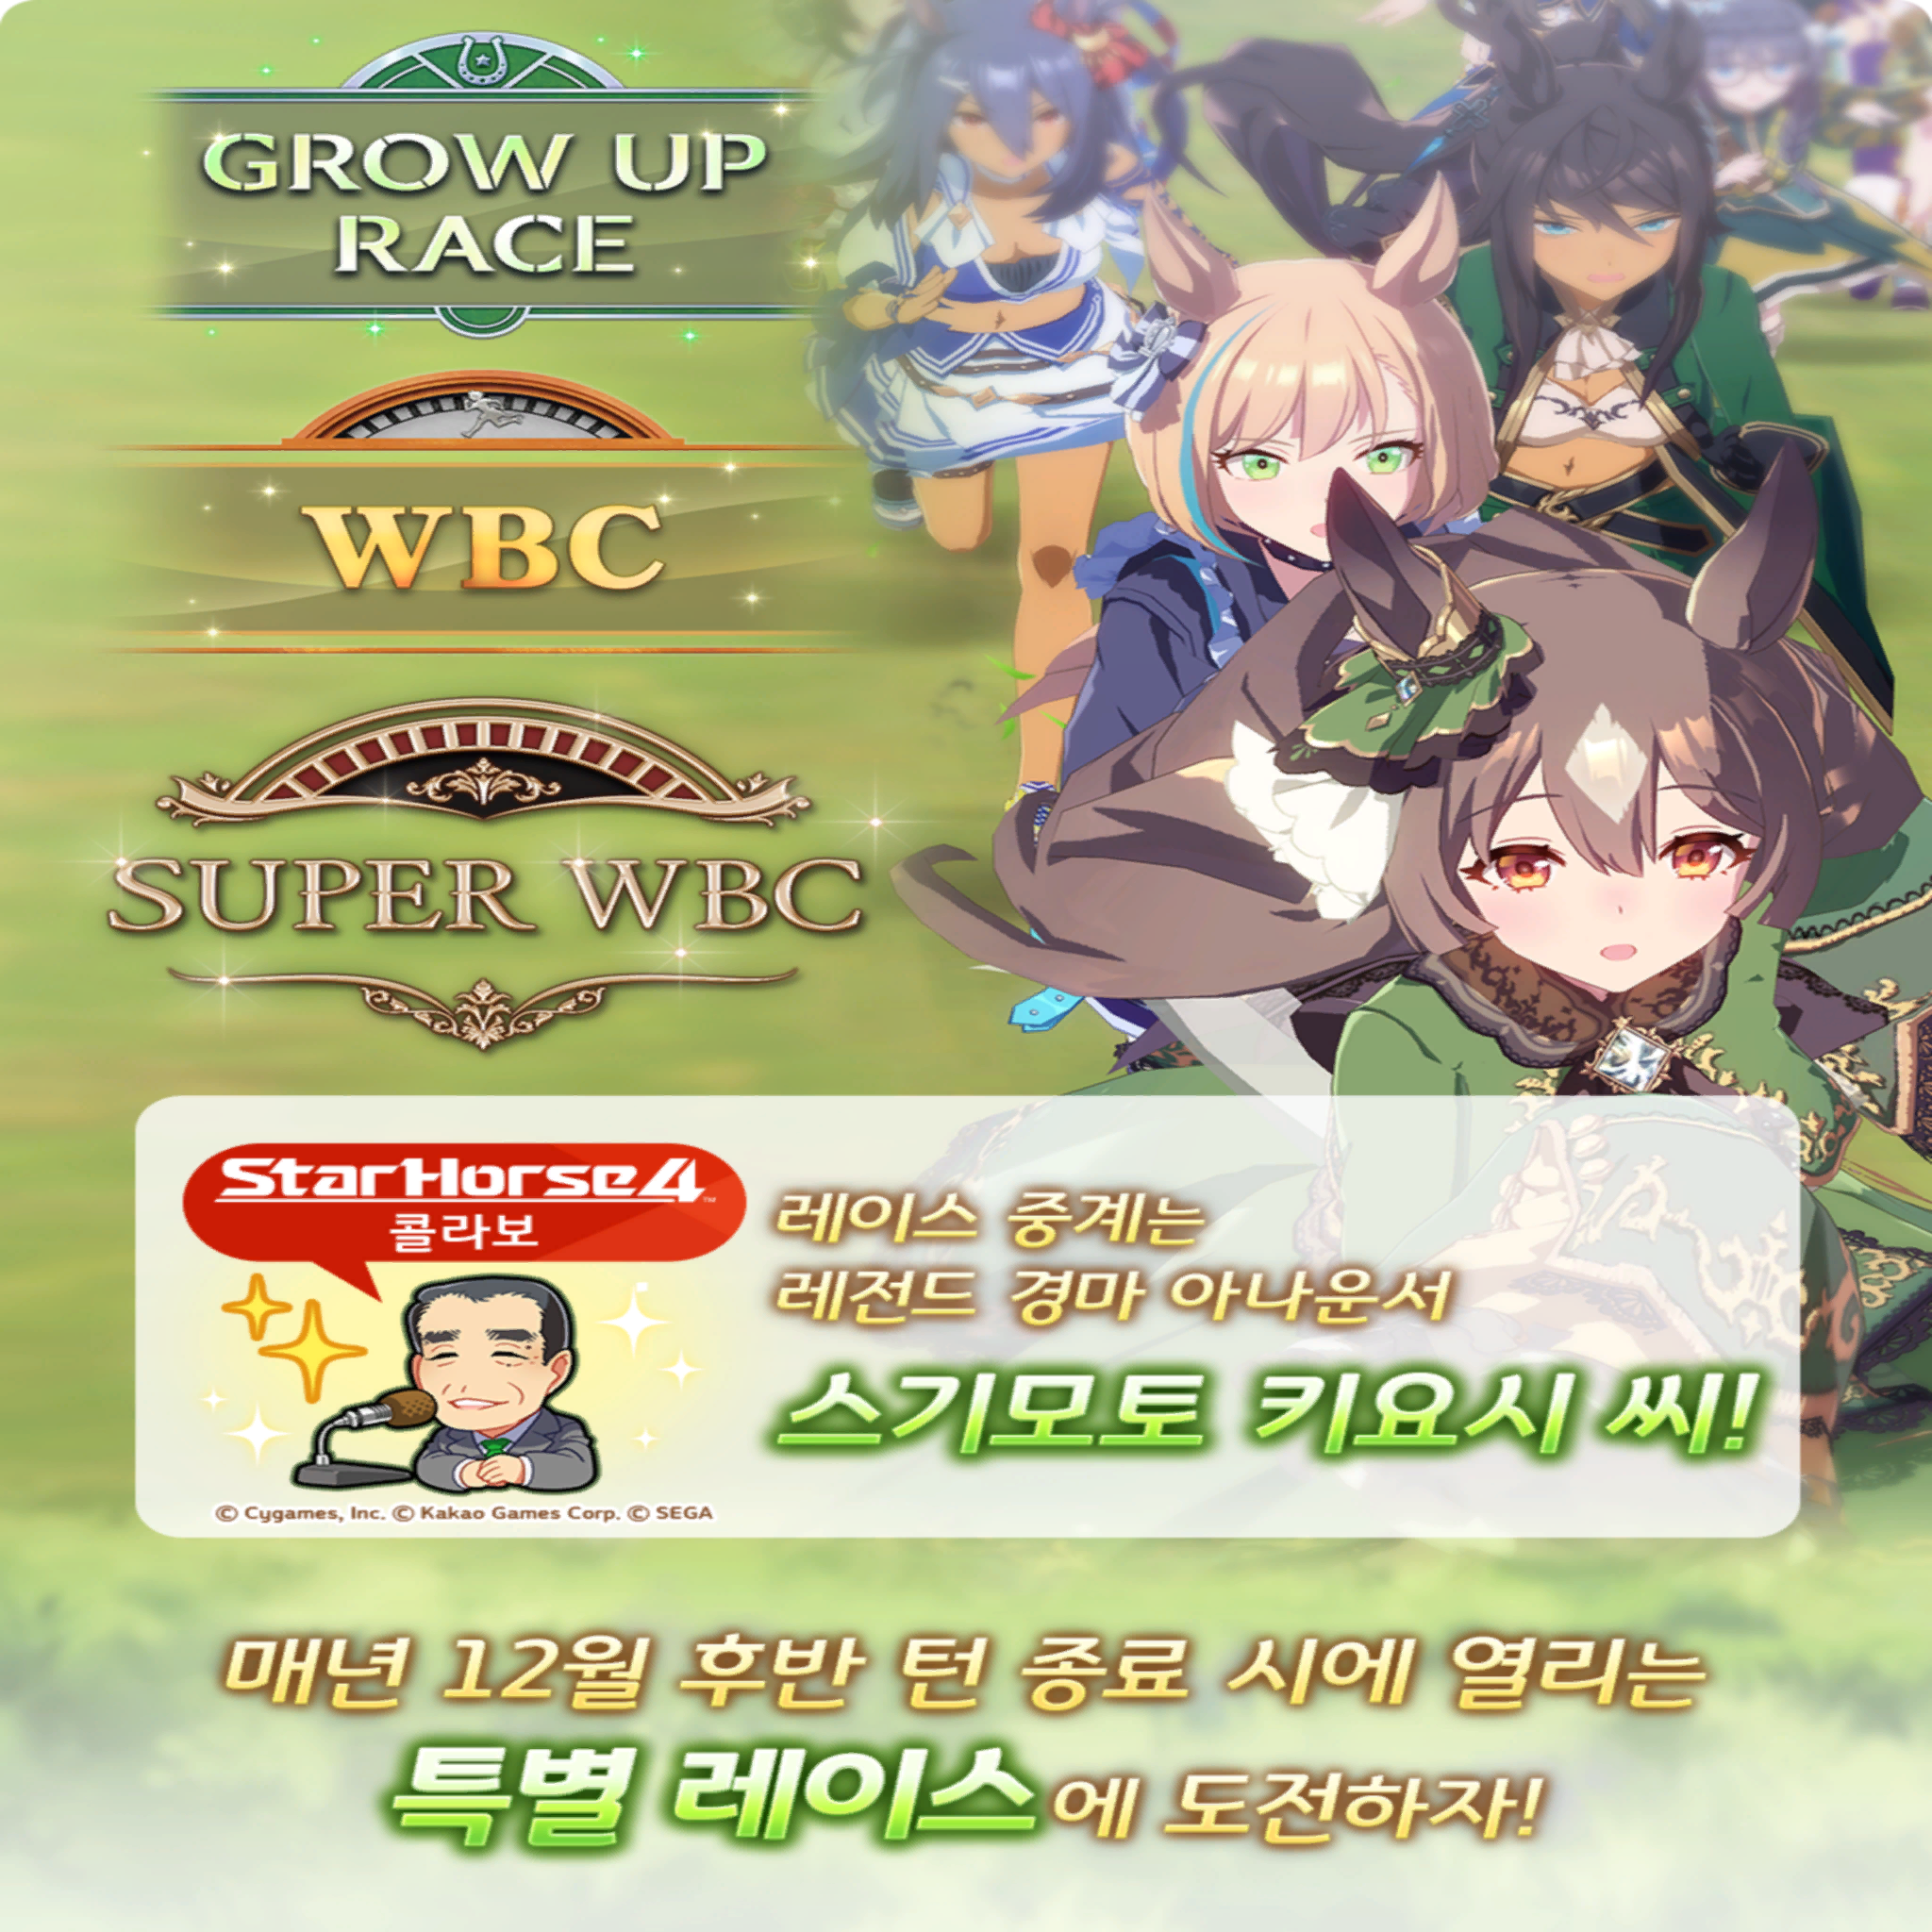 GROW UP
RACE
WBC
SUPER WBC
StarHorse4™
콜라보
레이스 중계는
레전드 경마 아나운서
스기모토 키요시 씨!
© Cygames, Inc. © Kakao Games Corp. © SEGA
매년 12월 후반 턴 종료 시에 열리는
특별 레이스에 도전하자!